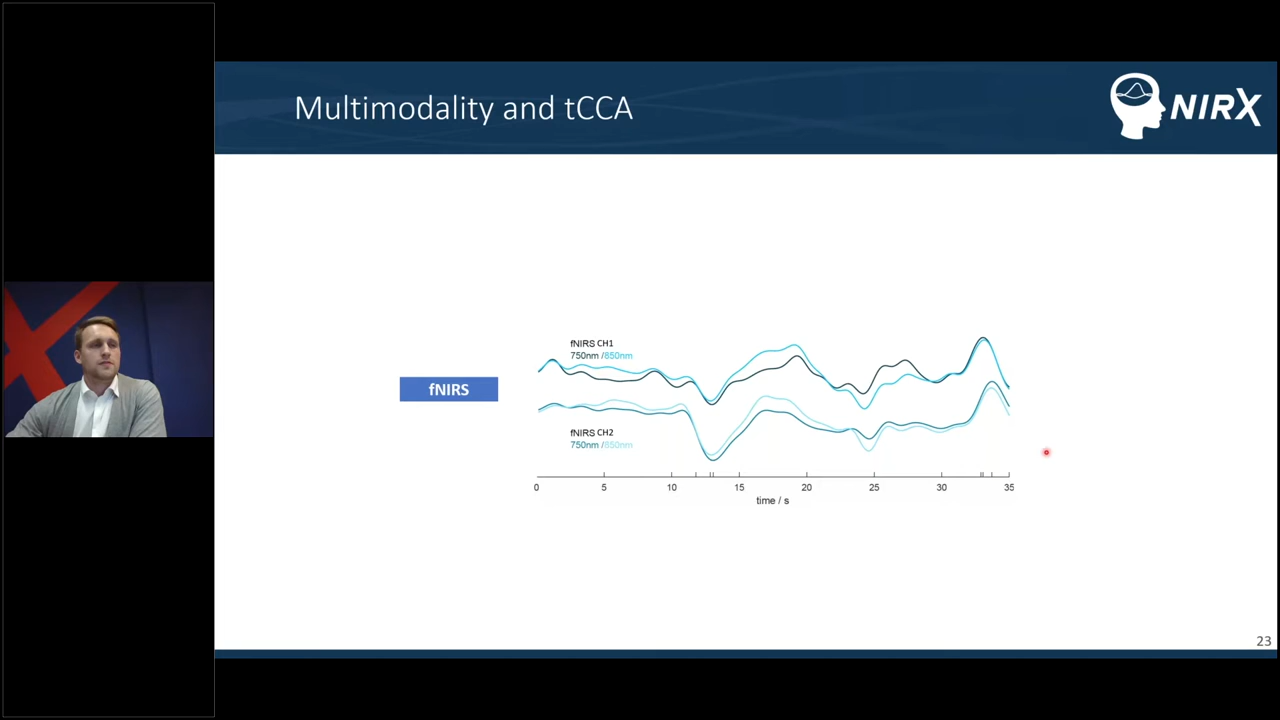 Multimodality and tCCA
NIRX
fNIRS CH1
750nm /850nm
fNIRS
fNIRS CH2
750nm /850nm
0 5 10 15 20 25 30 35
time / s
23